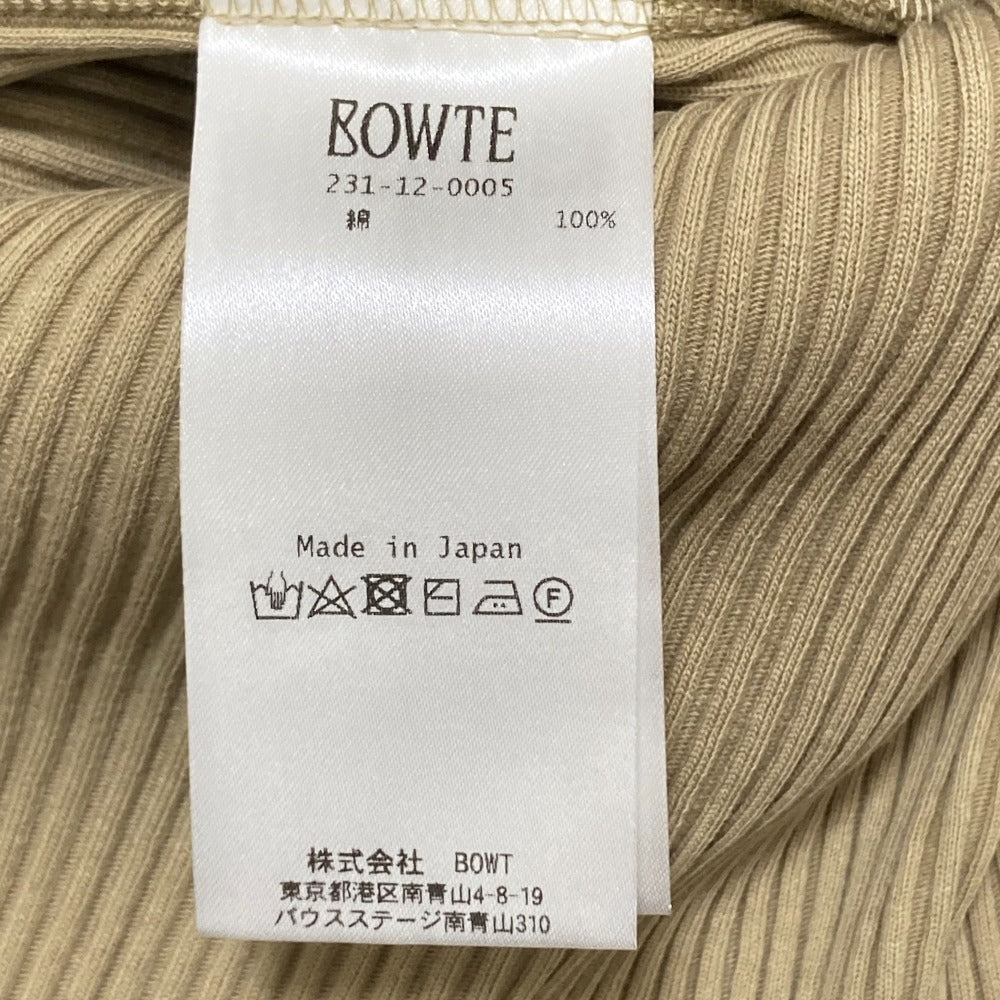 BOWTE
231-12-0005
綿 100%
Made in Japan
F
株式会社 BOWT
東京都港区南青山4-8-19
バウスステージ南青山310